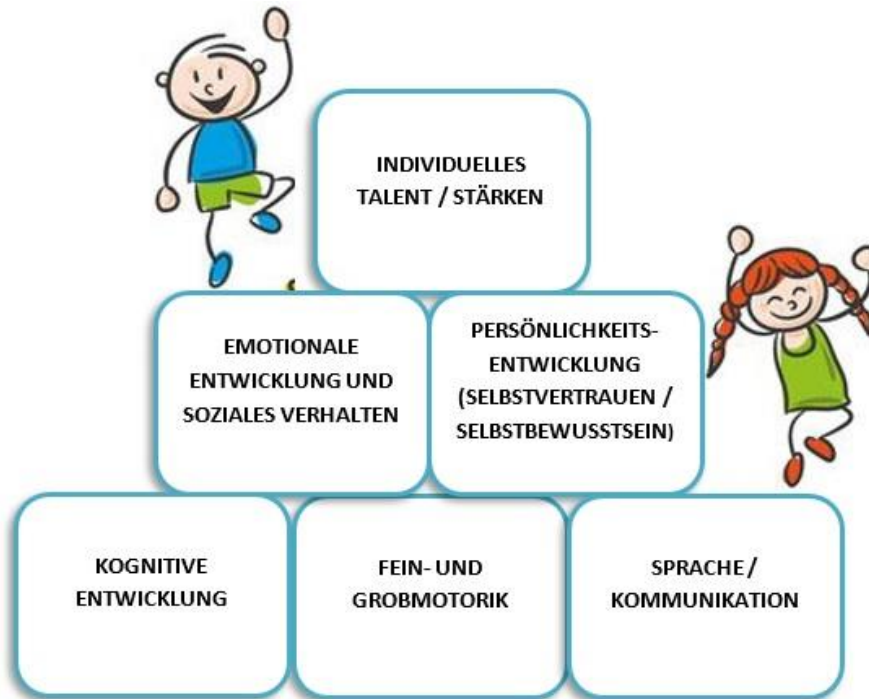 INDIVIDUELLES
TALENT / STÄRKEN
EMOTIONALE
ENTWICKLUNG UND
SOZIALES VERHALTEN
PERSÖNLICHKEITS-
ENTWICKLUNG
(SELBSTVERTRAUEN /
SELBSTBEWUSSTSEIN)
KOGNITIVE
ENTWICKLUNG
FEIN- UND
GROBMOTORIK
SPRACHE /
KOMMUNIKATION